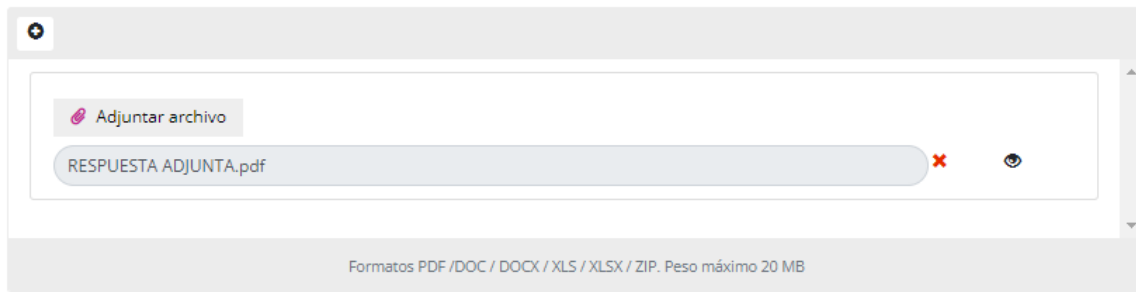 Adjuntar archivo
RESPUESTA ADJUNTA.pdf
Formatos PDF /DOC / DOCX / XLS / XLSX / ZIP. Peso máximo 20 MB